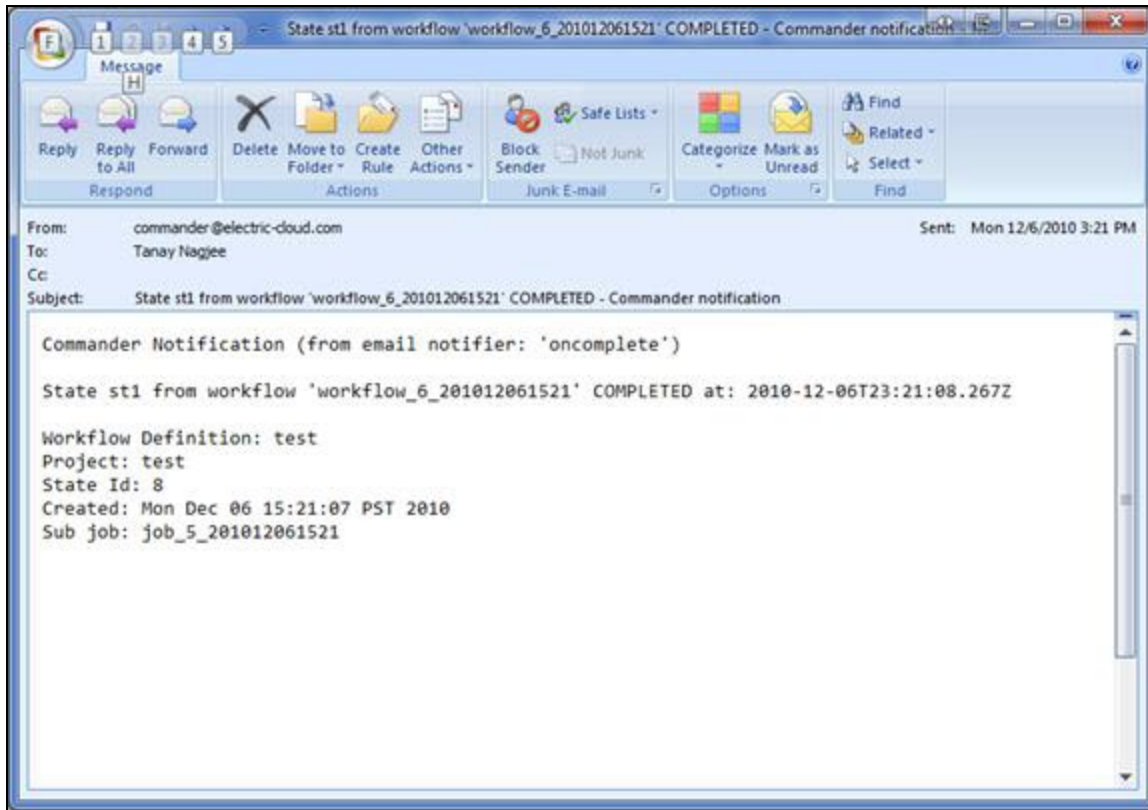 State st1 from workflow 'workflow_6_201012061521' COMPLETED - Commander notification
F 1 2 3 4 5
Message
H
Reply Reply to All Forward
Respond
Delete Move to Folder Create Rule Other Actions
Actions
Block Sender Safe Lists Not Junk
Junk E-mail
Categorize Mark as Unread
Options
Find Related Select
Find
From: commander@electric-cloud.com
Sent: Mon 12/6/2010 3:21 PM
To: Tanay Nagjee
Cc:
Subject: State st1 from workflow 'workflow_6_201012061521' COMPLETED - Commander notification
Commander Notification (from email notifier: 'oncomplete')
State st1 from workflow 'workflow_6_201012061521' COMPLETED at: 2010-12-06T23:21:08.267Z
Workflow Definition: test
Project: test
State Id: 8
Created: Mon Dec 06 15:21:07 PST 2010
Sub job: job_5_201012061521